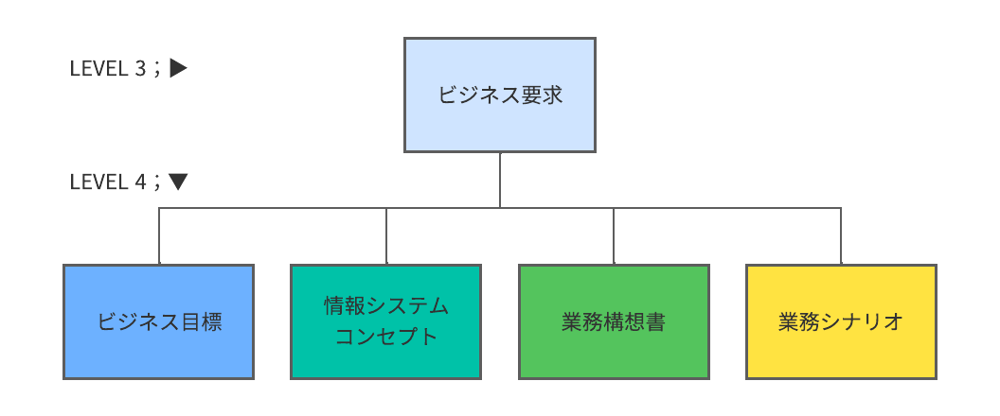 LEVEL 3 ; ▶
ビジネス要求
LEVEL 4 ; ▼
ビジネス目標
情報システム
コンセプト
業務構想書
業務シナリオ